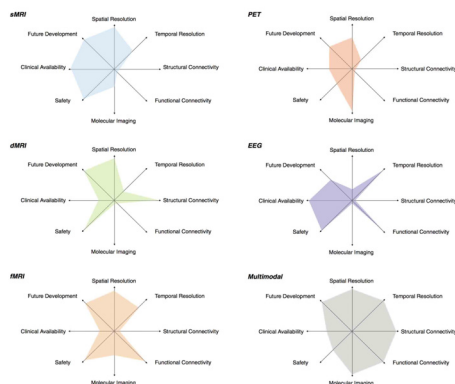 sMRI
Spatial Resolution
Future Development
Temporal Resolution
Clinical Availability
Structural Connectivity
Safety
Functional Connectivity
Molecular Imaging
PET
Spatial Resolution
Future Development
Temporal Resolution
Clinical Availability
Structural Connectivity
Safety
Functional Connectivity
Molecular Imaging
dMRI
Spatial Resolution
Future Development
Temporal Resolution
Clinical Availability
Structural Connectivity
Safety
Functional Connectivity
Molecular Imaging
EEG
Spatial Resolution
Future Development
Temporal Resolution
Clinical Availability
Structural Connectivity
Safety
Functional Connectivity
Molecular Imaging
fMRI
Spatial Resolution
Future Development
Temporal Resolution
Clinical Availability
Structural Connectivity
Safety
Functional Connectivity
Molecular Imaging
Multimodal
Spatial Resolution
Future Development
Temporal Resolution
Clinical Availability
Structural Connectivity
Safety
Functional Connectivity
Molecular Imaging